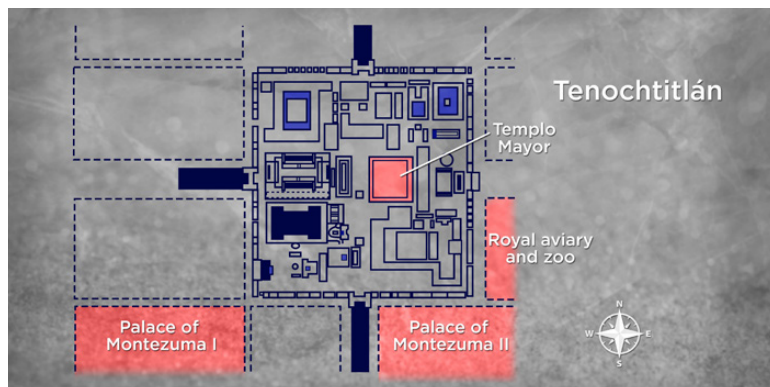 Tenochtitlán
Templo
Mayor
Royal aviary
and zoo
N
W E
S
Palace of
Montezuma I
Palace of
Montezuma II